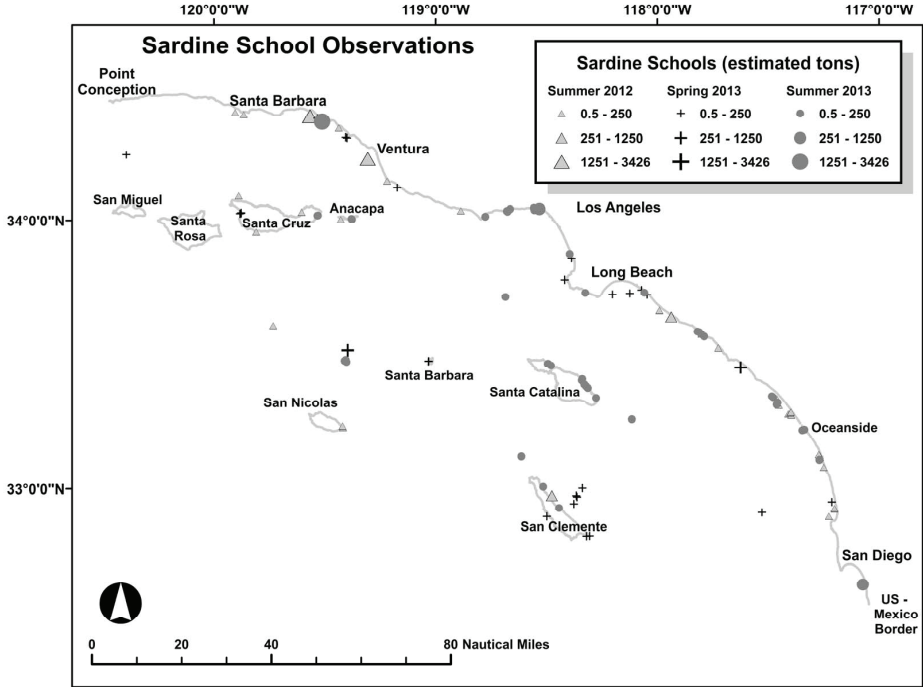 120°0'0"W 119°0'0"W 118°0'0"W 117°0'0"W
Sardine School Observations
Sardine Schools (estimated tons)
Summer 2012 Spring 2013 Summer 2013
0.5 - 250 0.5 - 250 0.5 - 250
251 - 1250 251 - 1250 251 - 1250
1251 - 3426 1251 - 3426 1251 - 3426
Point
Conception
Santa Barbara
Ventura
San Miguel
Santa
Rosa
Santa Cruz
Anacapa
Los Angeles
34°0'0"N
Long Beach
Santa Barbara
Santa Catalina
San Nicolas
Oceanside
33°0'0"N
San Clemente
San Diego
US -
Mexico
Border
0 20 40 80 Nautical Miles